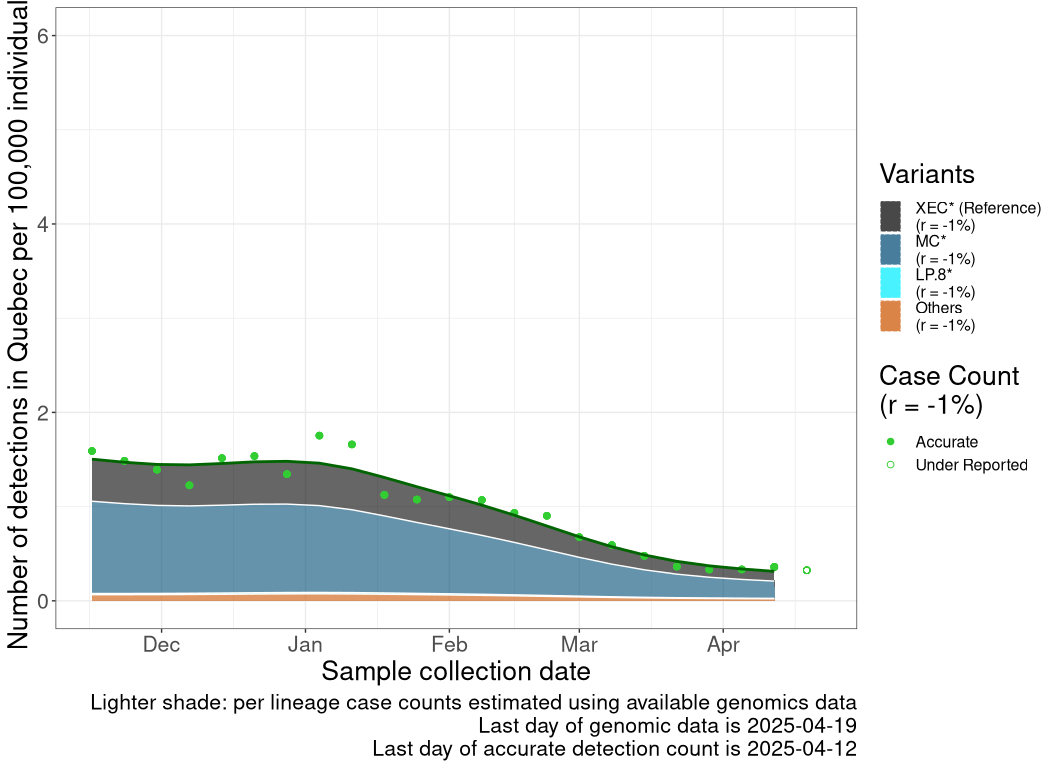 Number of detections in Quebec per 100,000 individual
6
4
2
0
Dec
Jan
Feb
Mar
Apr
Sample collection date
Lighter shade: per lineage case counts estimated using available genomics data
Last day of genomic data is 2025-04-19
Last day of accurate detection count is 2025-04-12
Variants
XEC* (Reference)
(r = -1%)
MC*
(r = -1%)
LP.8*
(r = -1%)
Others
(r = -1%)
Case Count
(r = -1%)
Accurate
Under Reported